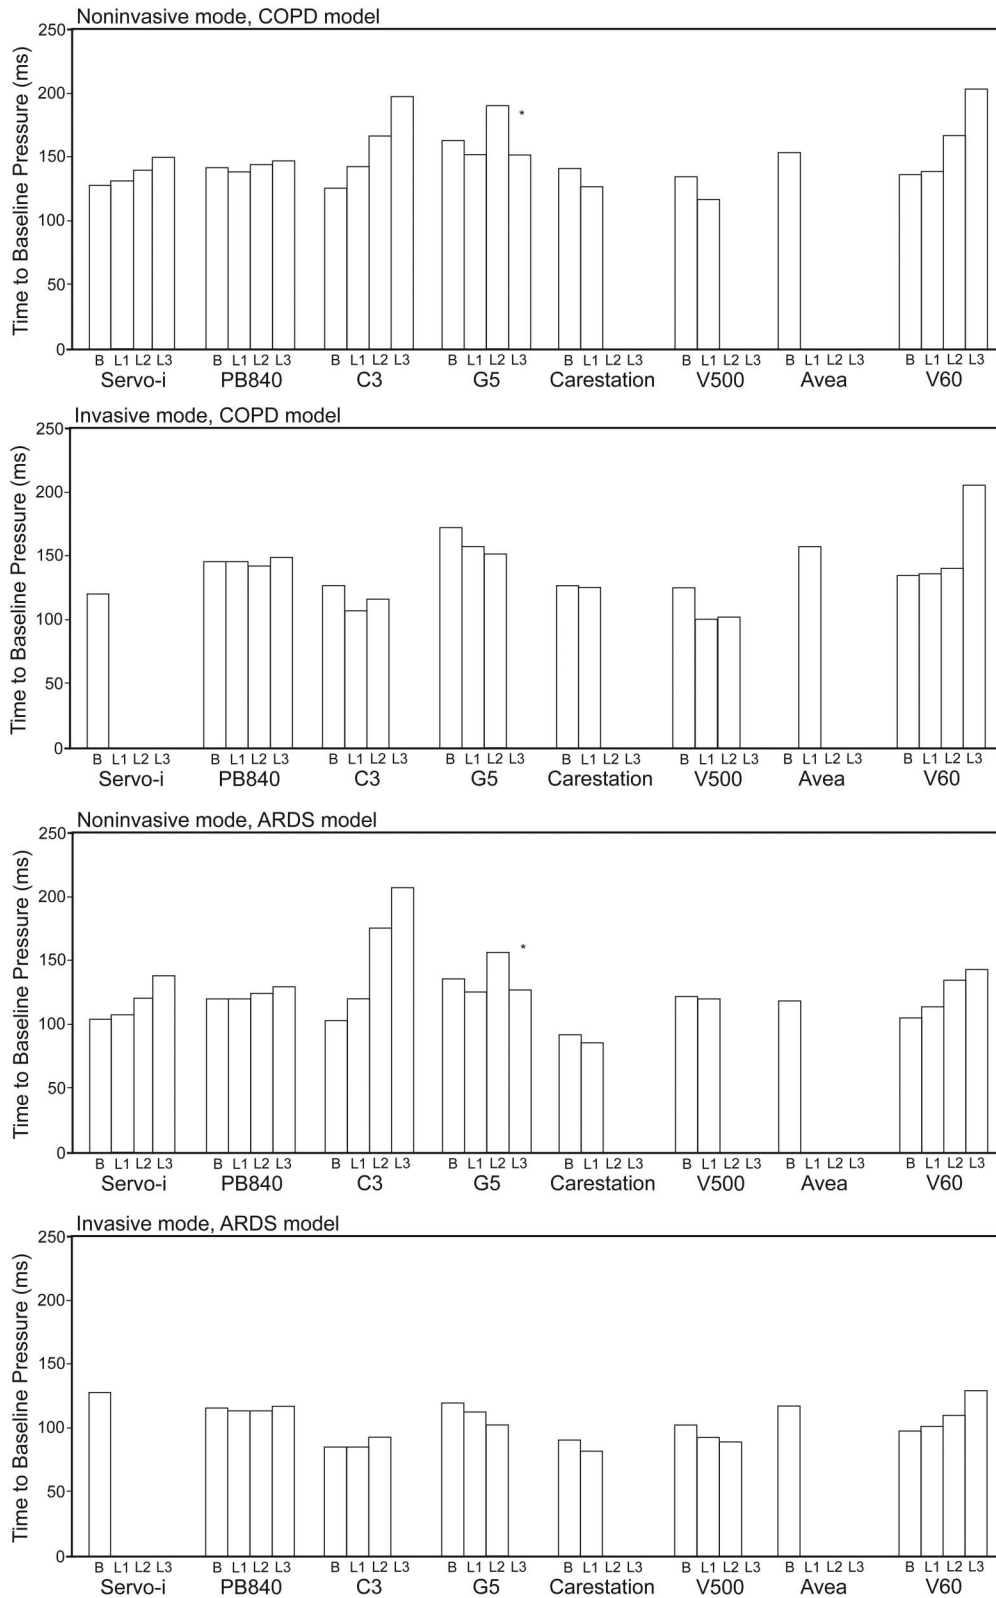 Noninvasive mode, COPD model
Time to Baseline Pressure (ms)
250
200
150
100
50
0
*
B L1 L2 L3 B L1 L2 L3 B L1 L2 L3 B L1 L2 L3 B L1 L2 L3 B L1 L2 L3 B L1 L2 L3 B L1 L2 L3
Servo-i PB840 C3 G5 Carestation V500 Avea V60
Invasive mode, COPD model
Time to Baseline Pressure (ms)
250
200
150
100
50
0
B L1 L2 L3 B L1 L2 L3 B L1 L2 L3 B L1 L2 L3 B L1 L2 L3 B L1 L2 L3 B L1 L2 L3 B L1 L2 L3
Servo-i PB840 C3 G5 Carestation V500 Avea V60
Noninvasive mode, ARDS model
Time to Baseline Pressure (ms)
250
200
150
100
50
0
*
B L1 L2 L3 B L1 L2 L3 B L1 L2 L3 B L1 L2 L3 B L1 L2 L3 B L1 L2 L3 B L1 L2 L3 B L1 L2 L3
Servo-i PB840 C3 G5 Carestation V500 Avea V60
Invasive mode, ARDS model
Time to Baseline Pressure (ms)
250
200
150
100
50
0
B L1 L2 L3 B L1 L2 L3 B L1 L2 L3 B L1 L2 L3 B L1 L2 L3 B L1 L2 L3 B L1 L2 L3 B L1 L2 L3
Servo-i PB840 C3 G5 Carestation V500 Avea V60